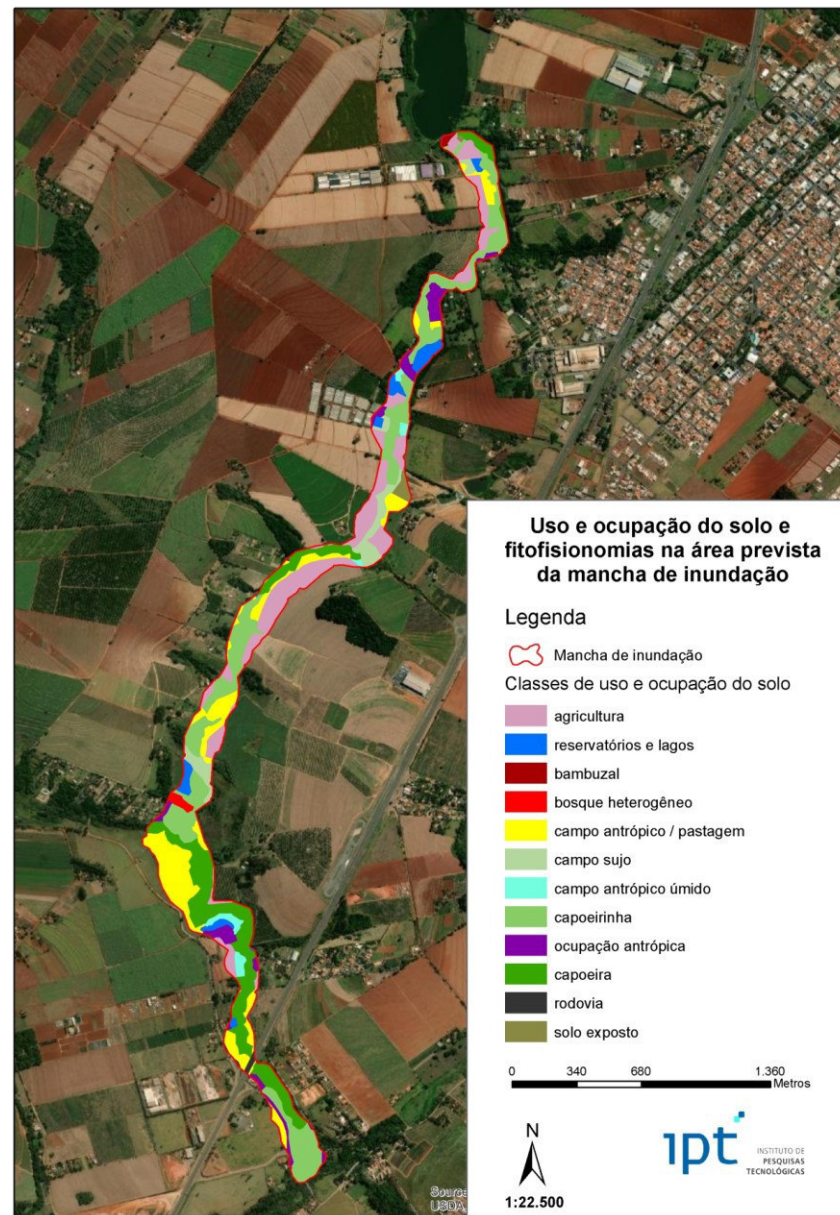 Uso e ocupação do solo e
fitofisionomias na área prevista
da mancha de inundação
Legenda
Mancha de inundação
Classes de uso e ocupação do solo
agricultura
reservatórios e lagos
bambuzal
bosque heterogêneo
campo antrópico / pastagem
campo sujo
campo antrópico úmido
capoeirinha
ocupação antrópica
capoeira
rodovia
solo exposto
0 340 680 1.360
Metros
N
1:22.500
ipt
INSTITUTO DE
PESQUISAS
TECNOLÓGICAS
Source
USDA